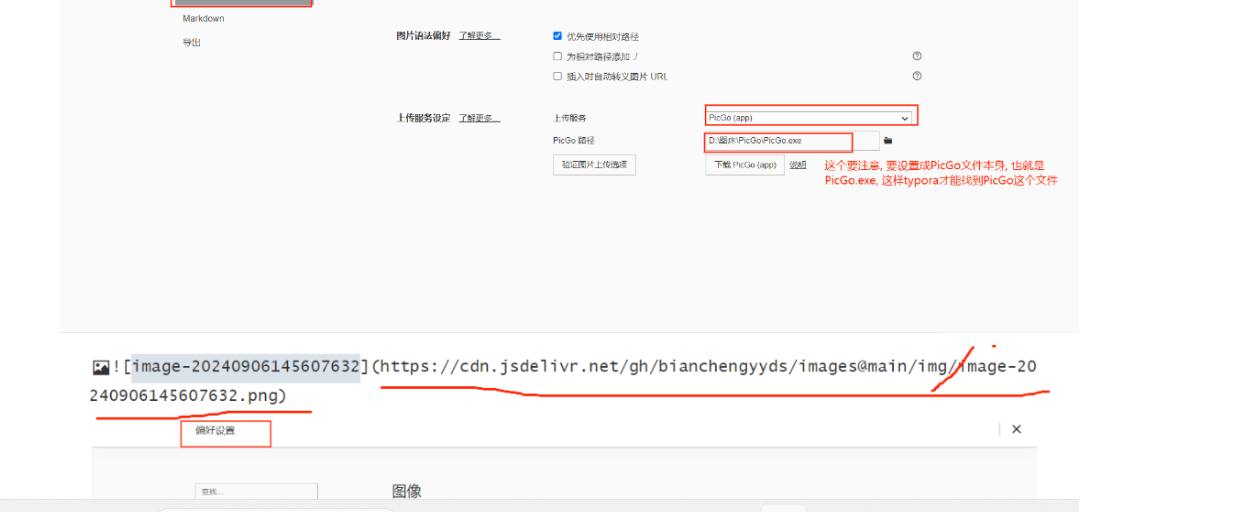 Markdown
导出
图片语法偏好 了解更多...
优先使用相对路径
为相对路径添加 ./
插入时自动转义图片 URL
上传服务设定 了解更多...
上传服务
PicGo (app)
PicGo 路径
D:\图床\PicGo\PicGo.exe
验证图片上传选项
下载 PicGo (app) 说明
这个要注意, 要设置成PicGo文件本身, 也就是
PicGo.exe, 这样typora才能找到PicGo这个文件
![image-20240906145607632](https://cdn.jsdelivr.net/gh/bianchengyyds/images@main/img/image-20
240906145607632.png)
偏好设置
查找...
图像